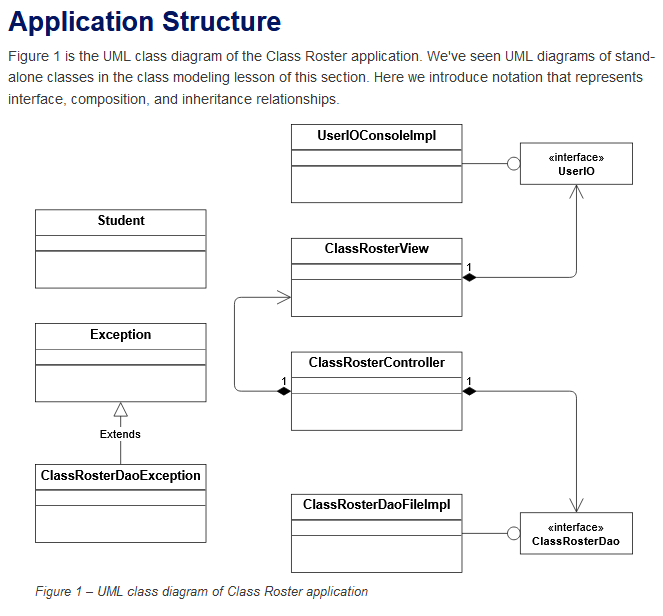 Application Structure
Figure 1 is the UML class diagram of the Class Roster application. We've seen UML diagrams of stand-
alone classes in the class modeling lesson of this section. Here we introduce notation that represents
interface, composition, and inheritance relationships.
UserIOConsoleImpl
«interface»
UserIO
Student
ClassRosterView
1
Exception
ClassRosterController
1
1
Extends
ClassRosterDaoException
ClassRosterDaoFileImpl
«interface»
ClassRosterDao
Figure 1 – UML class diagram of Class Roster application